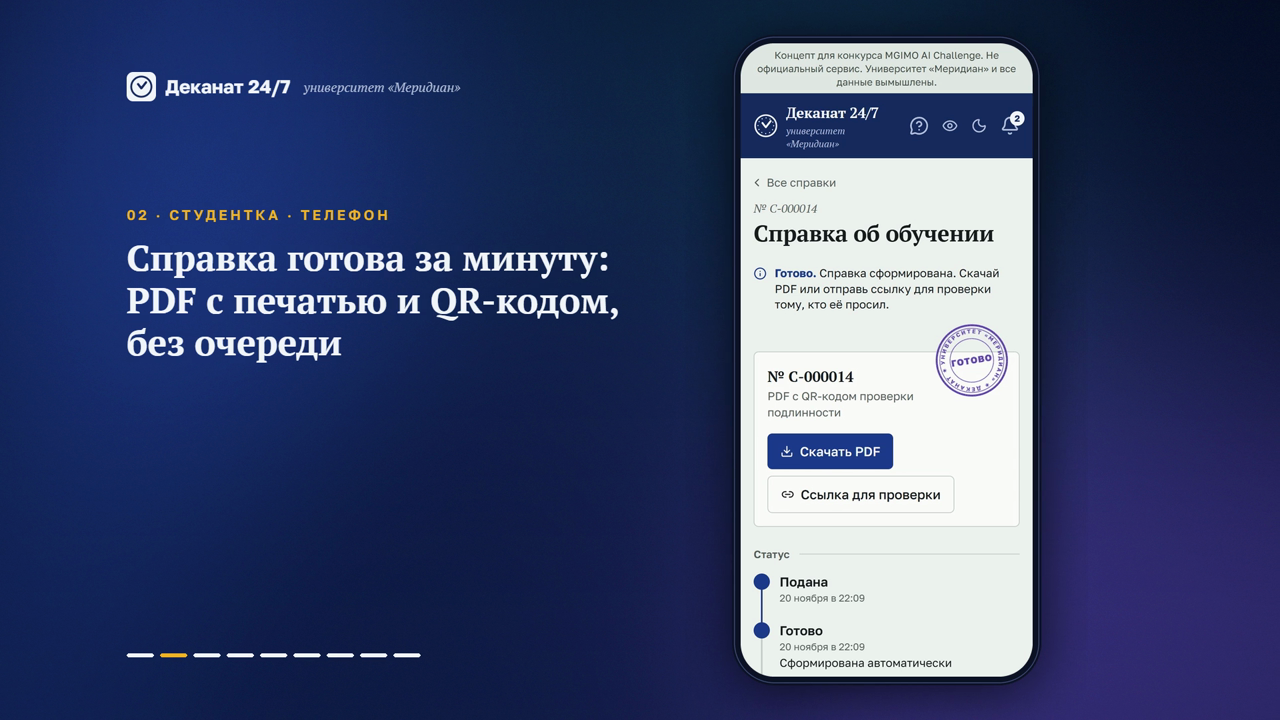 Деканат 24/7 университет «Меридиан»
02 · СТУДЕНТКА · ТЕЛЕФОН
Справка готова за минуту:
PDF с печатью и QR-кодом,
без очереди
Концепт для конкурса MGIMO AI Challenge. Не
официальный сервис. Университет «Меридиан» и все
данные вымышлены.
Деканат 24/7
университет
«Меридиан»
2
Все справки
№ С-000014
Справка об обучении
Готово. Справка сформирована. Скачай
PDF или отправь ссылку для проверки
тому, кто её просил.
УНИВЕРСИТЕТ «МЕРИДИАН» ★ ДЕКАНАТ ★
ГОТОВО
№ С-000014
PDF с QR-кодом проверки
подлинности
Скачать PDF
Ссылка для проверки
Статус
Подана
20 ноября в 22:09
Готово
20 ноября в 22:09
Сформирована автоматически